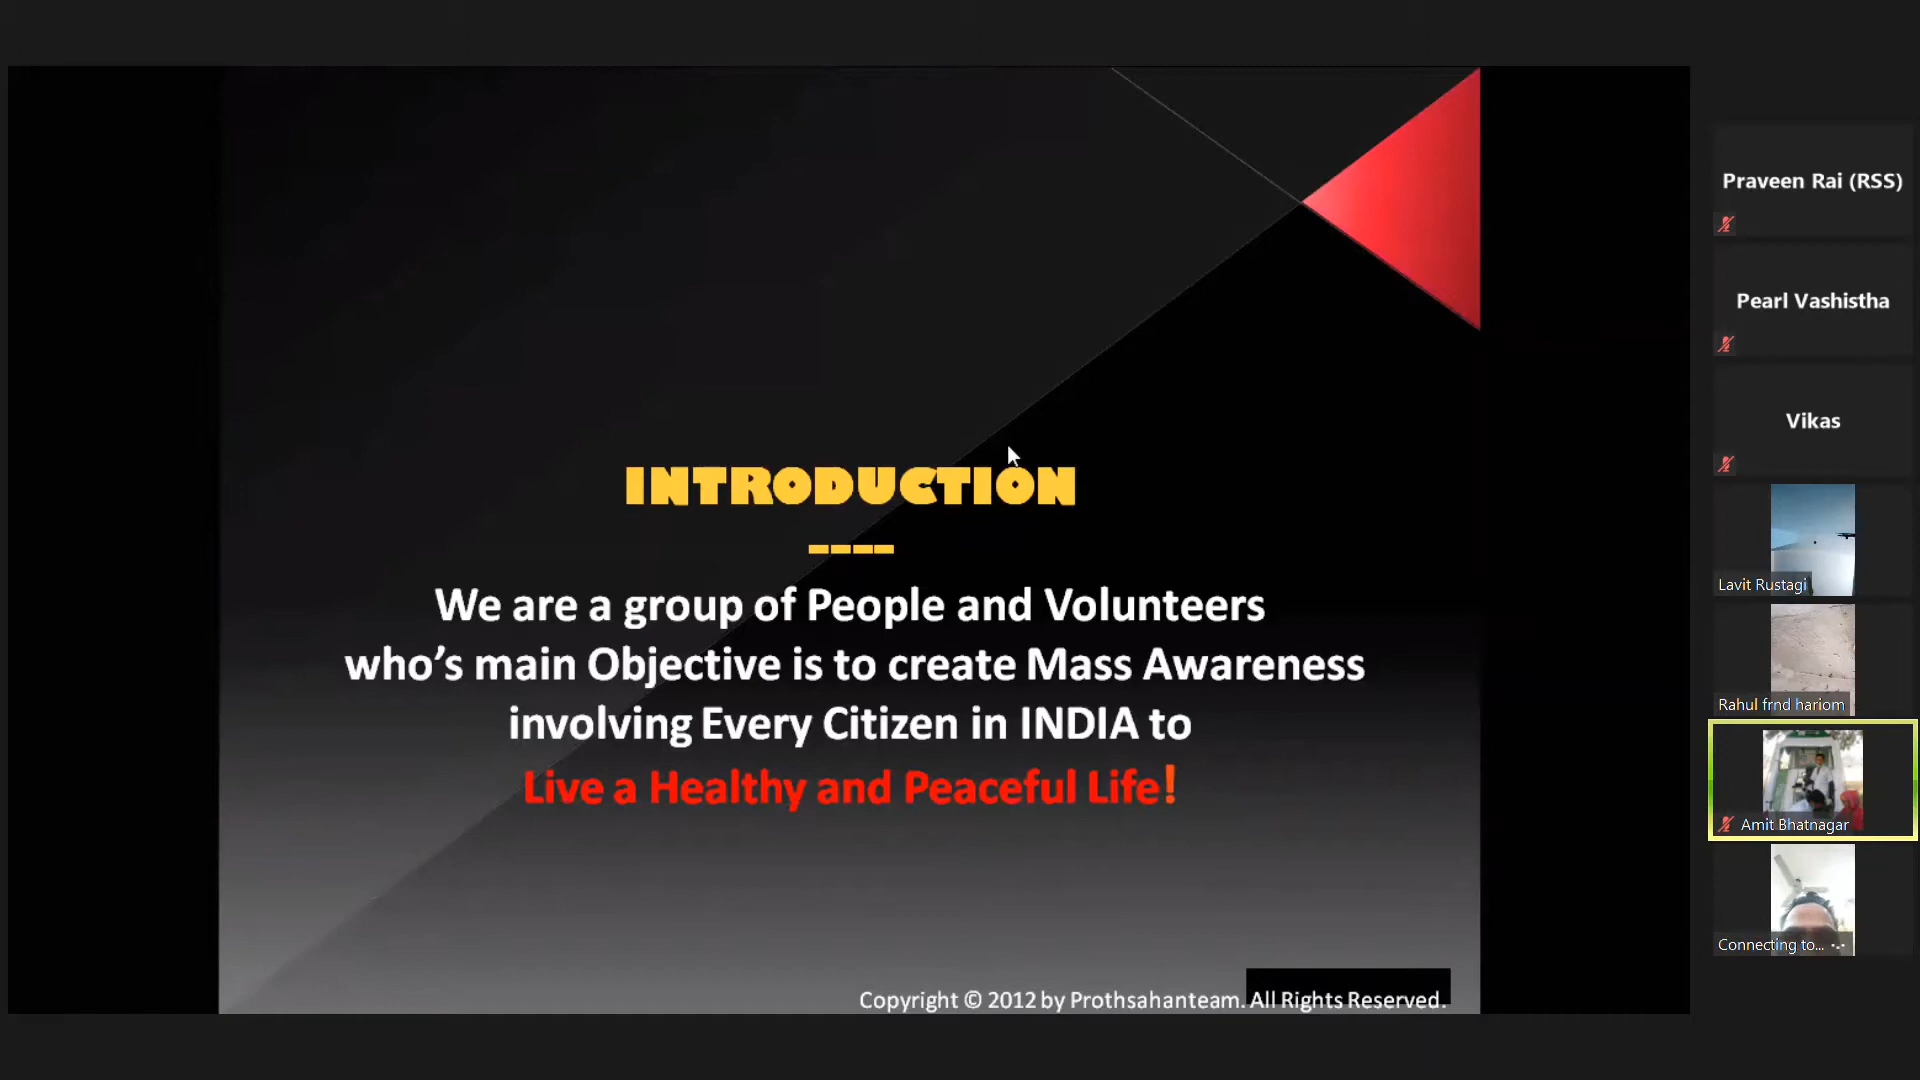 INTRODUCTION
----
We are a group of People and Volunteers
who’s main Objective is to create Mass Awareness
involving Every Citizen in INDIA to
Live a Healthy and Peaceful Life!
Copyright © 2012 by Prothsahanteam. All Rights Reserved.
Praveen Rai (RSS)
Pearl Vashistha
Vikas
Lavit Rustagi
Rahul frnd hariom
Amit Bhatnagar
Connecting to...